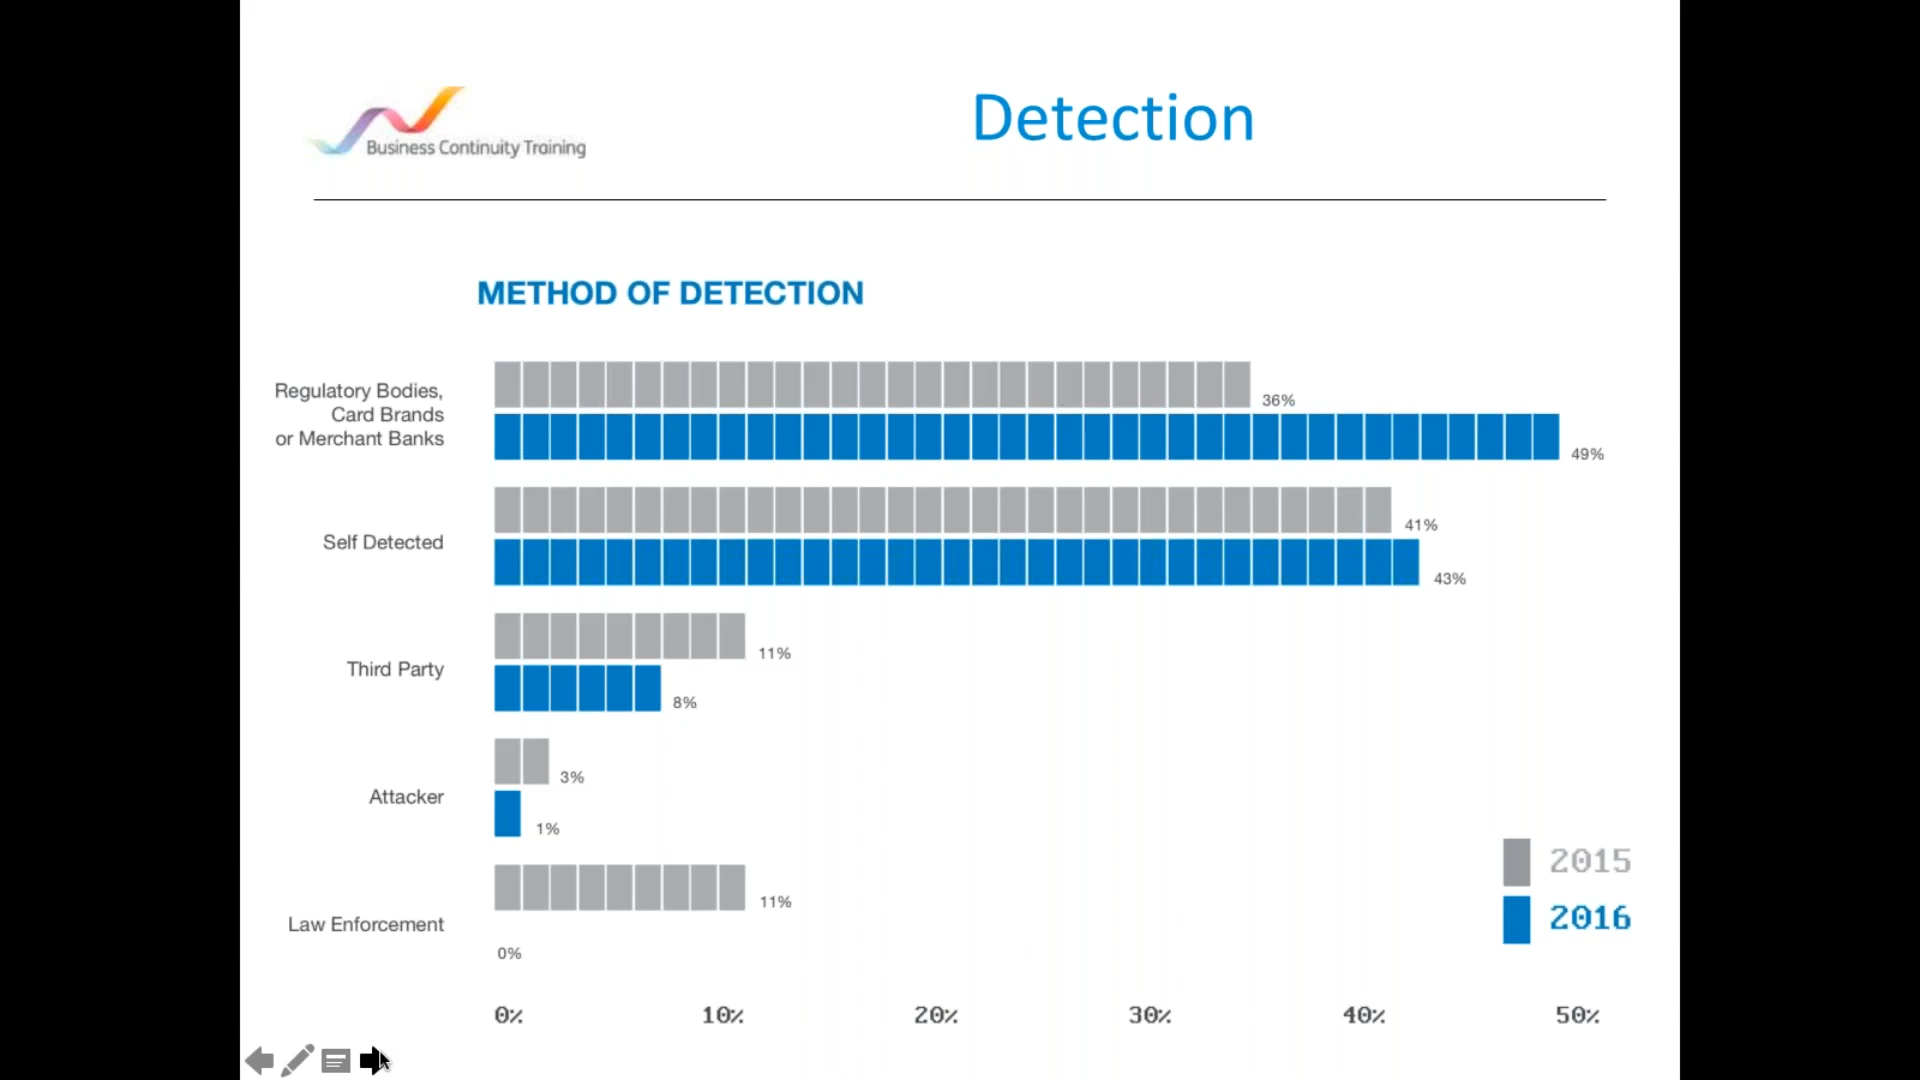 Business Continuity Training
Detection
METHOD OF DETECTION
Regulatory Bodies,
Card Brands
or Merchant Banks
36%
49%
Self Detected
41%
43%
Third Party
11%
8%
Attacker
3%
1%
Law Enforcement
11%
0%
2015
2016
0% 10% 20% 30% 40% 50%